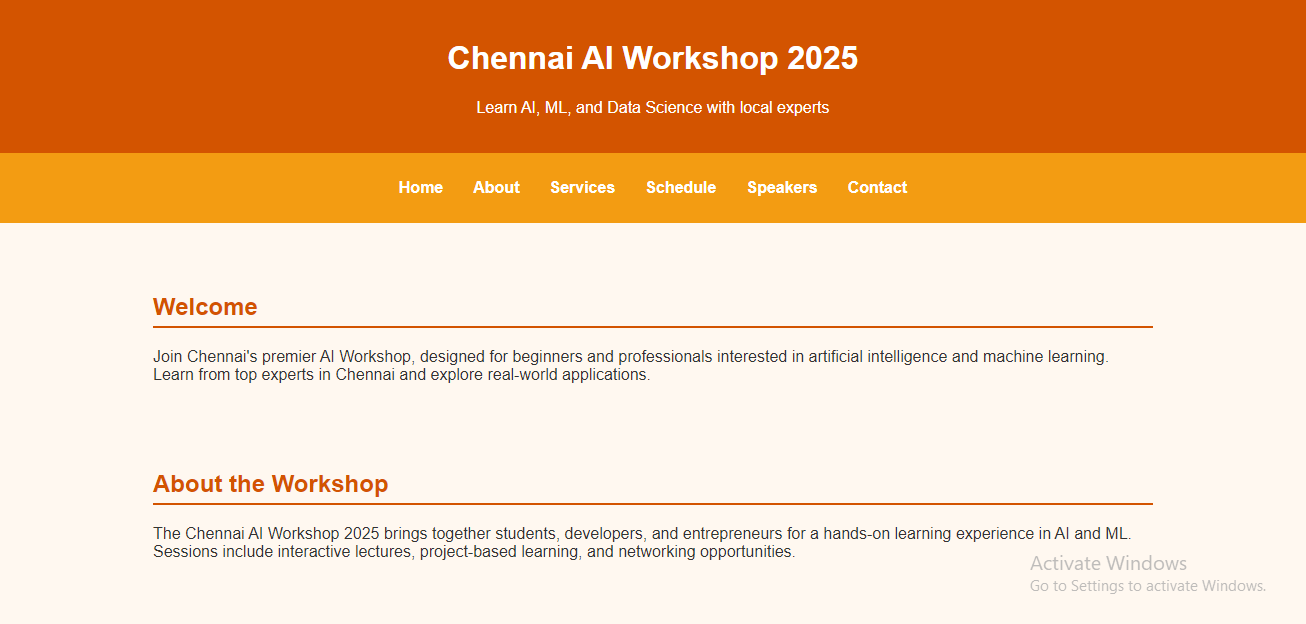 Chennai AI Workshop 2025
Learn AI, ML, and Data Science with local experts
Home About Services Schedule Speakers Contact
Welcome
Join Chennai's premier AI Workshop, designed for beginners and professionals interested in artificial intelligence and machine learning.
Learn from top experts in Chennai and explore real-world applications.
About the Workshop
The Chennai AI Workshop 2025 brings together students, developers, and entrepreneurs for a hands-on learning experience in AI and ML.
Sessions include interactive lectures, project-based learning, and networking opportunities.
Activate Windows
Go to Settings to activate Windows.